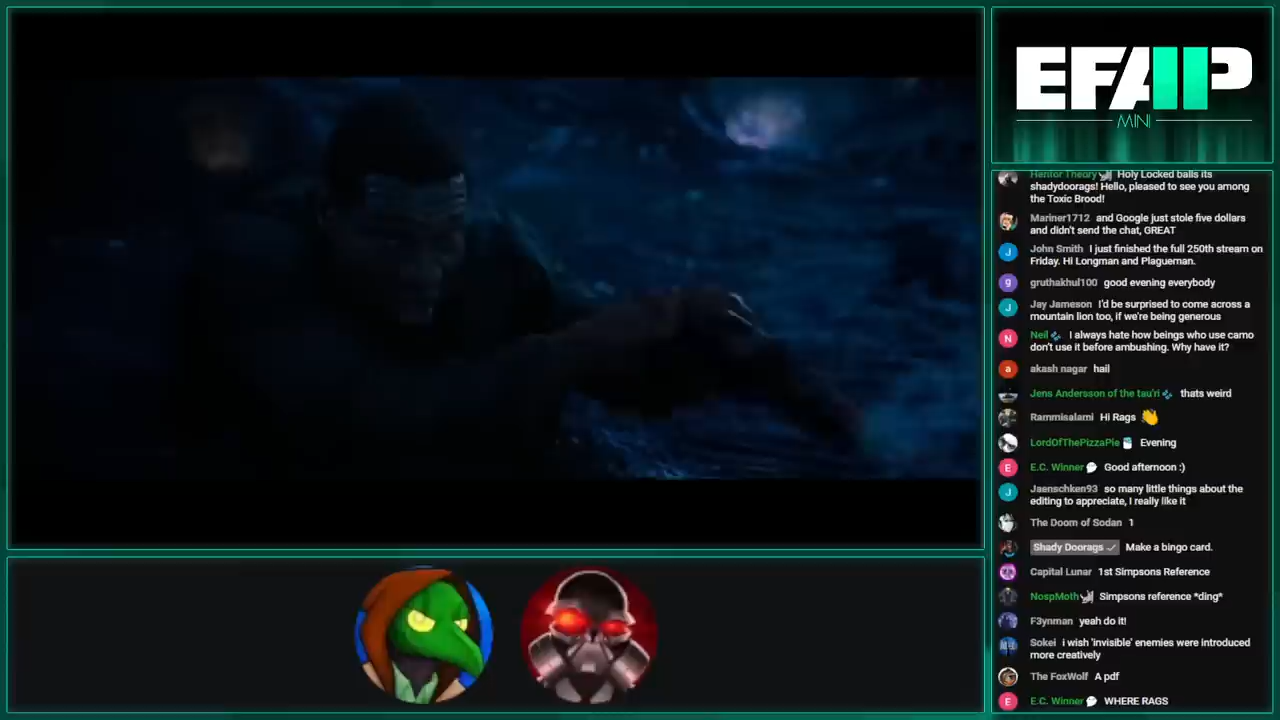 EFAP
MINI
Heritor Theory Holy Locked balls its
shadydoorags! Hello, pleased to see you among
the Toxic Brood!
Mariner1712 and Google just stole five dollars
and didn't send the chat, GREAT
John Smith I just finished the full 250th stream on
Friday. Hi Longman and Plagueman.
gruthakhul100 good evening everybody
Jay Jameson I'd be surprised to come across a
mountain lion too, if we're being generous
Neil I always hate how beings who use camo
don't use it before ambushing. Why have it?
akash nagar hail
Jens Andersson of the tau'ri thats weird
Rammisalami Hi Rags 👋
LordOfThePizzaPie Evening
E.C. Winner Good afternoon :)
Jaenschken93 so many little things about the
editing to appreciate, I really like it
The Doom of Sodan 1
Shady Doorags ✓ Make a bingo card.
Capital Lunar 1st Simpsons Reference
NospMoth Simpsons reference *ding*
F3ynman yeah do it!
Sokei i wish 'invisible' enemies were introduced
more creatively
The FoxWolf A pdf
E.C. Winner WHERE RAGS